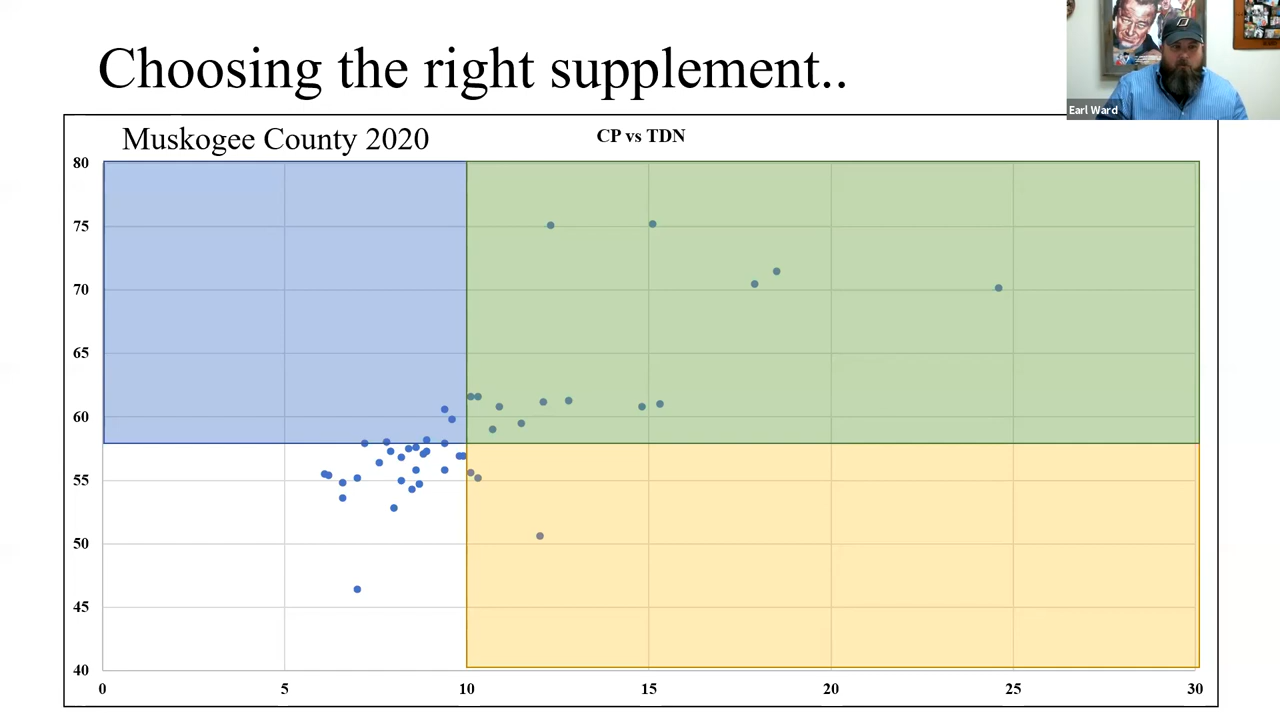 Choosing the right supplement..
Earl Ward
Muskogee County 2020
CP vs TDN
80
75
70
65
60
55
50
45
40
0 5 10 15 20 25 30